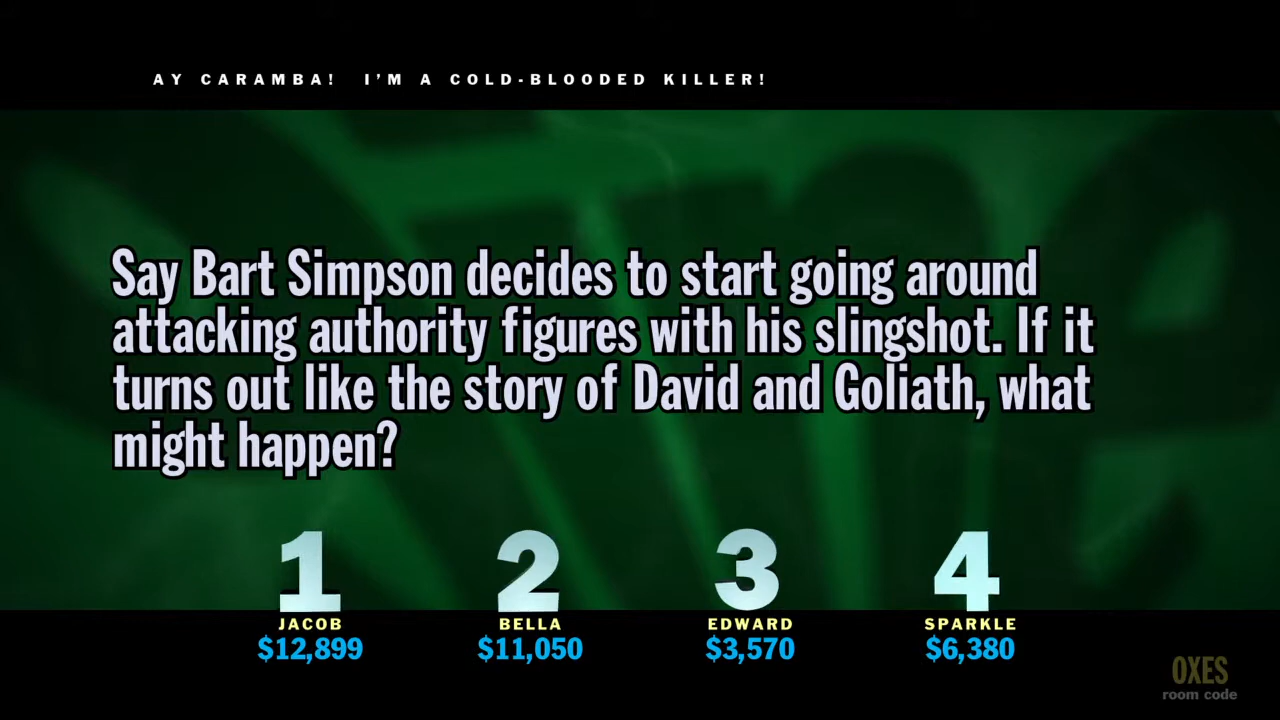 AY CARAMBA! I'M A COLD-BLOODED KILLER!
Say Bart Simpson decides to start going around
attacking authority figures with his slingshot. If it
turns out like the story of David and Goliath, what
might happen?
1 2 3 4
JACOB BELLA EDWARD SPARKLE
$12,899 $11,050 $3,570 $6,380
OXES
room code